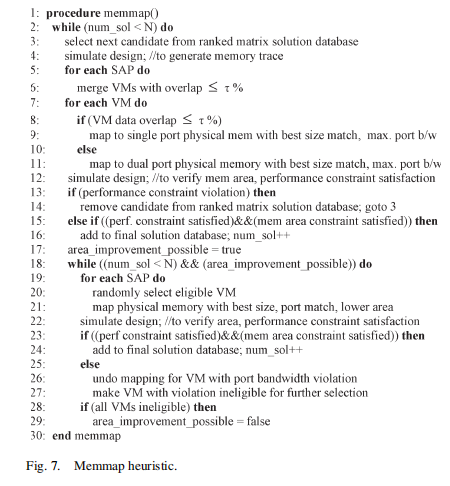 1: procedure memmap()
2: while (num_sol < N) do
3: select next candidate from ranked matrix solution database
4: simulate design; //to generate memory trace
5: for each SAP do
6: merge VMs with overlap ≤ τ %
7: for each VM do
8: if (VM data overlap ≤ τ %)
9: map to single port physical mem with best size match, max. port b/w
10: else
11: map to dual port physical memory with best size match, max. port b/w
12: simulate design; //to verify mem area, performance constraint satisfaction
13: if (performance constraint violation) then
14: remove candidate from ranked matrix solution database; goto 3
15: else if ((perf. constraint satisfied)&&(mem area constraint satisfied)) then
16: add to final solution database; num_sol++
17: area_improvement_possible = true
18: while ((num_sol < N) && (area_improvement_possible)) do
19: for each SAP do
20: randomly select eligible VM
21: map physical memory with best size, port match, lower area
22: simulate design; //to verify area, performance constraint satisfaction
23: if ((perf constraint satisfied)&&(mem area constraint satisfied)) then
24: add to final solution database; num_sol++
25: else
26: undo mapping for VM with port bandwidth violation
27: make VM with violation ineligible for further selection
28: if (all VMs ineligible) then
29: area_improvement_possible = false
30: end memmap
Fig. 7. Memmap heuristic.